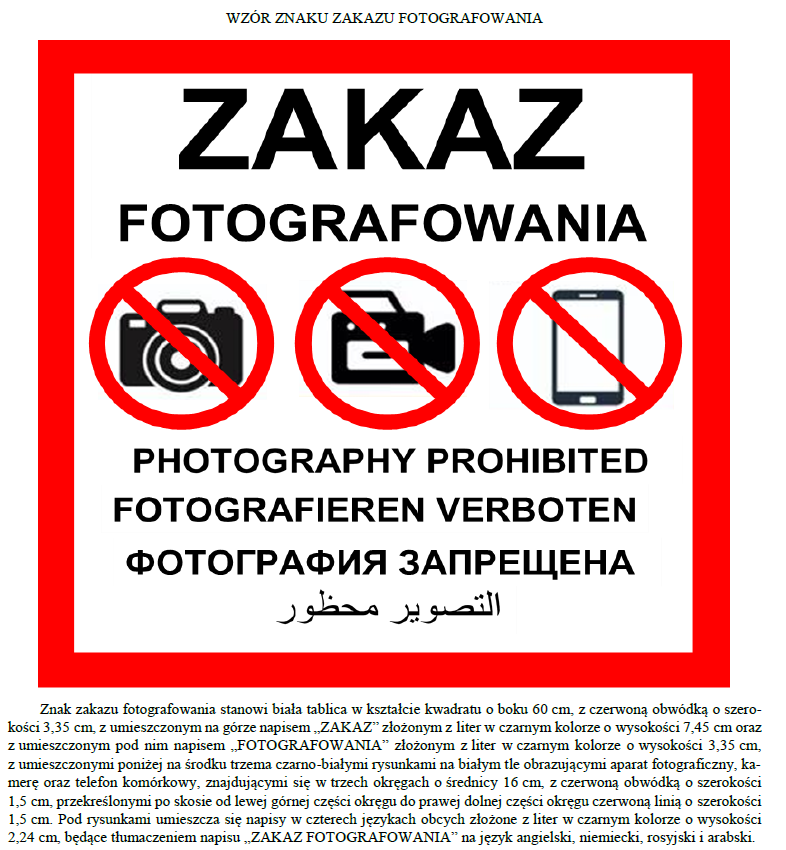 WZÓR ZNAKU ZAKAZU FOTOGRAFOWANIA
ZAKAZ
FOTOGRAFOWANIA
PHOTOGRAPHY PROHIBITED
FOTOGRAFIEREN VERBOTEN
ФОТОГРАФИЯ ЗАПРЕЩЕНА
التصوير محظور
Znak zakazu fotografowania stanowi biała tablica w kształcie kwadratu o boku 60 cm, z czerwoną obwódką o szero-
kości 3,35 cm, z umieszczonym na górze napisem „ZAKAZ” złożonym z liter w czarnym kolorze o wysokości 7,45 cm oraz
z umieszczonym pod nim napisem „FOTOGRAFOWANIA” złożonym z liter w czarnym kolorze o wysokości 3,35 cm,
z umieszczonymi poniżej na środku trzema czarno-białymi rysunkami na białym tle obrazującymi aparat fotograficzny, ka-
merę oraz telefon komórkowy, znajdującymi się w trzech okręgach o średnicy 16 cm, z czerwoną obwódką o szerokości
1,5 cm, przekreślonymi po skosie od lewej górnej części okręgu do prawej dolnej części okręgu czerwoną linią o szerokości
1,5 cm. Pod rysunkami umieszcza się napisy w czterech językach obcych złożone z liter w czarnym kolorze o wysokości
2,24 cm, będące tłumaczeniem napisu „ZAKAZ FOTOGRAFOWANIA” na język angielski, niemiecki, rosyjski i arabski.